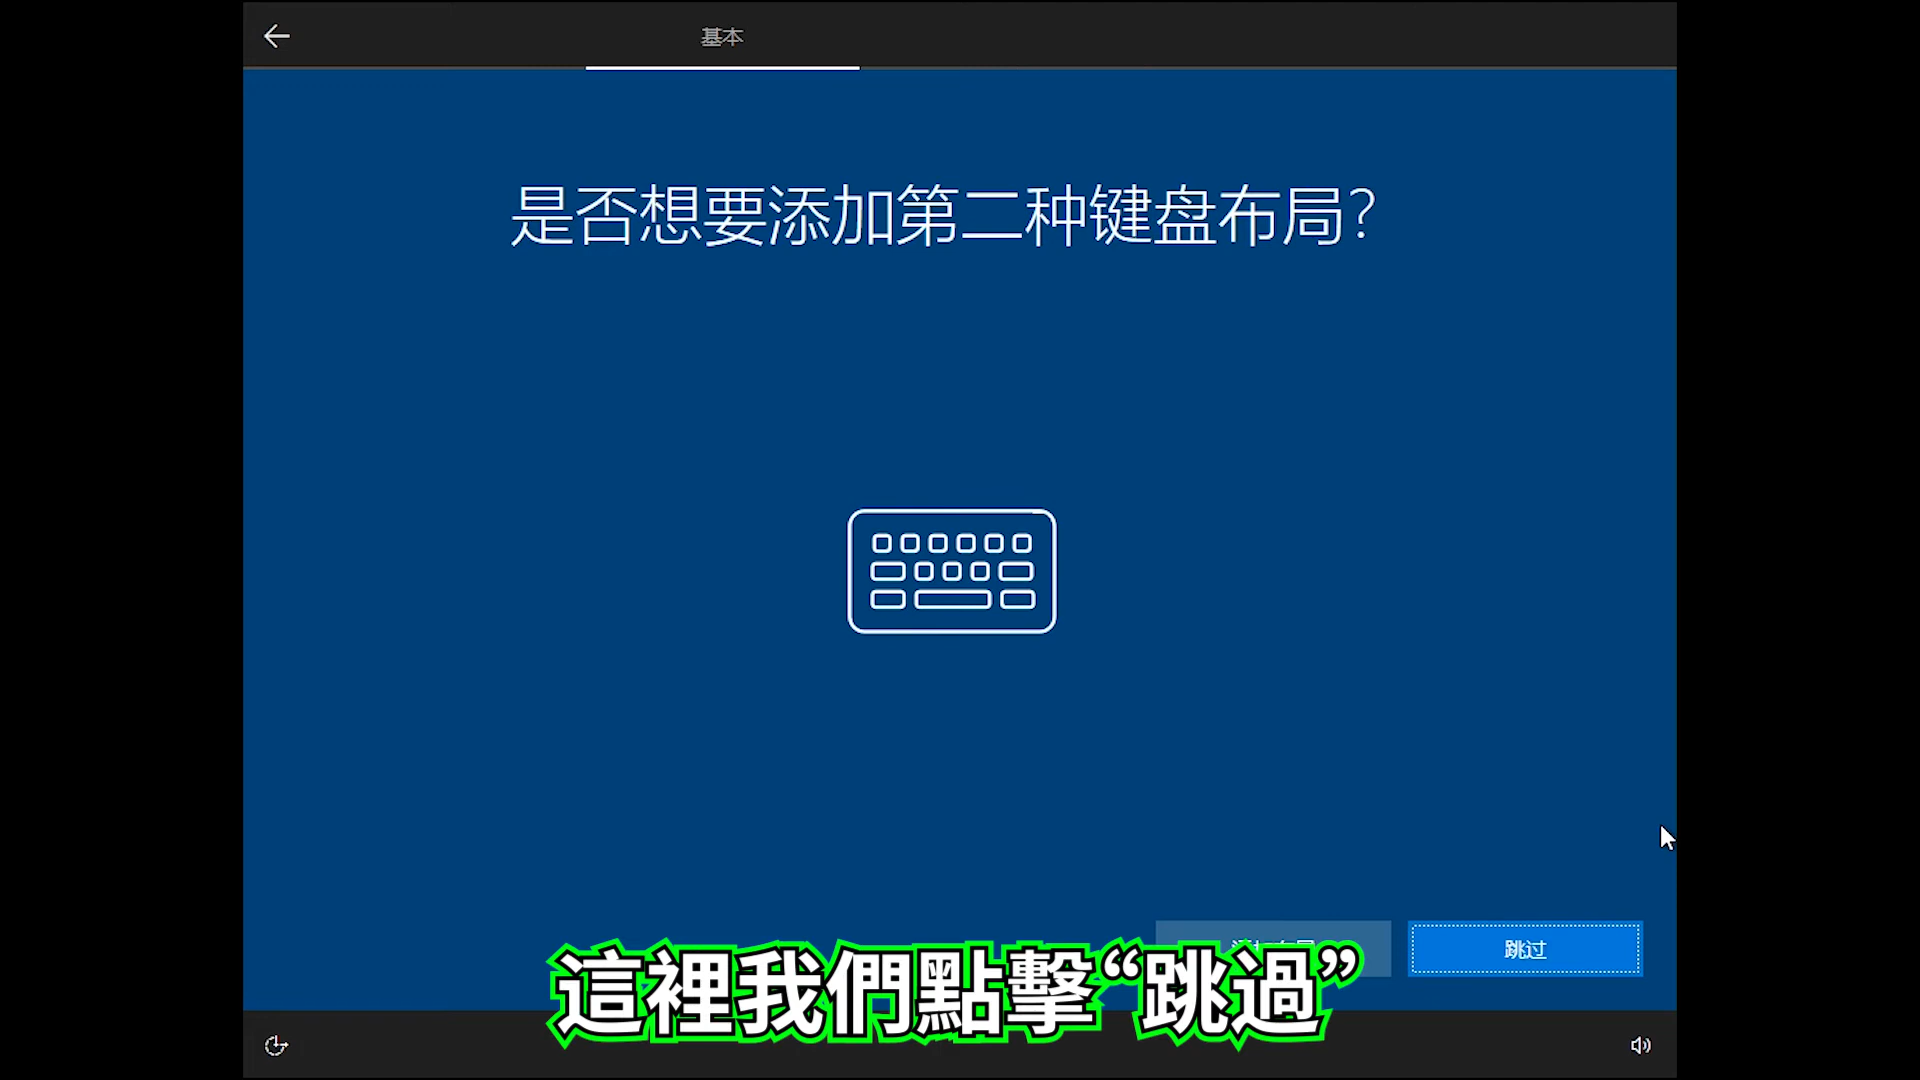 基本
是否想要添加第二种键盘布局?
跳过
這裡我們點擊“跳過”